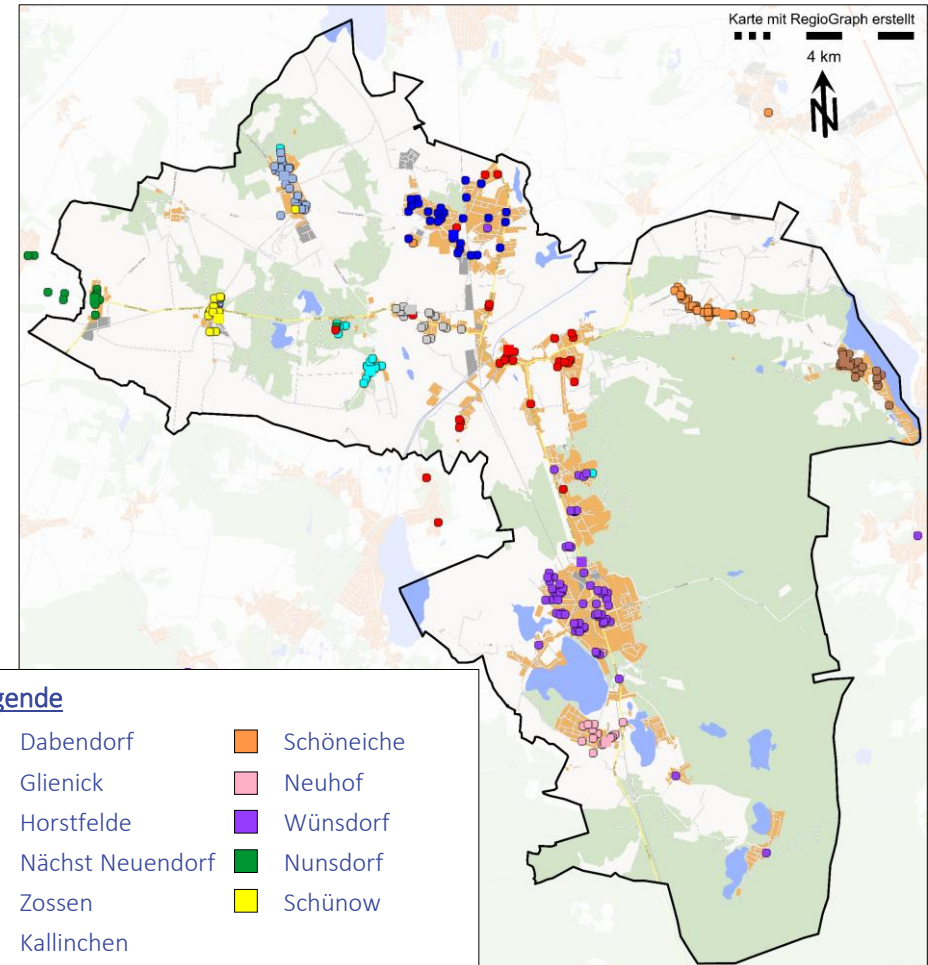 Karte mit RegioGraph erstellt
4 km
N
gende
Dabendorf
Schöneiche
Glienick
Neuhof
Horstfelde
Wünsdorf
Nächst Neuendorf
Nunsdorf
Zossen
Schünow
Kallinchen